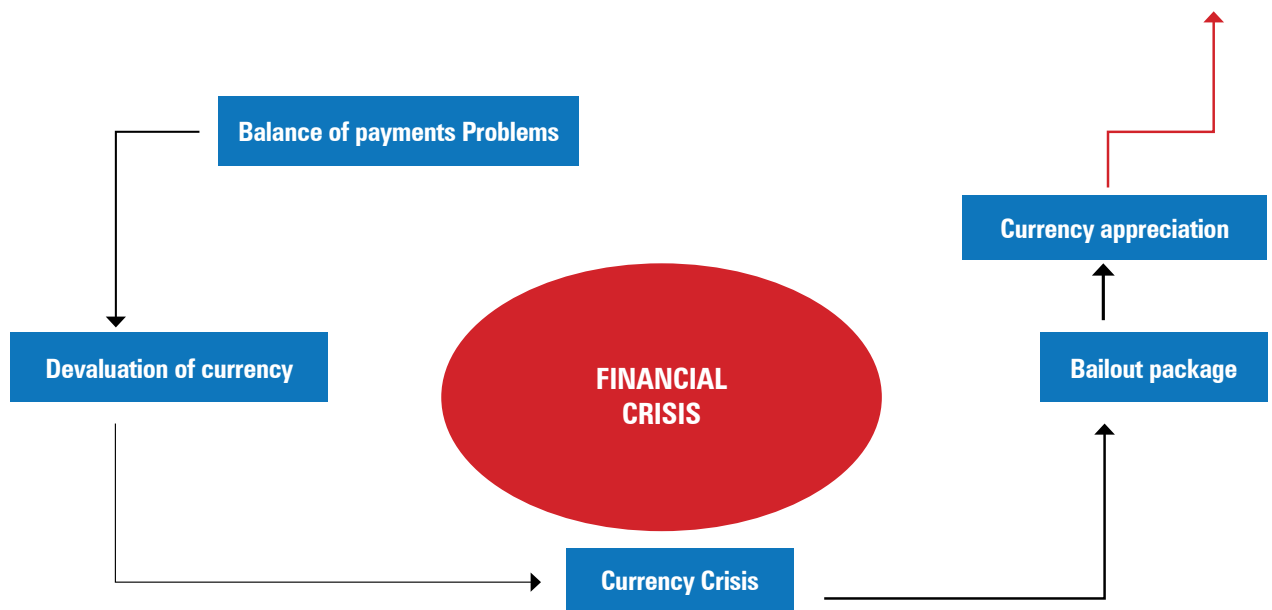 Balance of payments Problems
Devaluation of currency
FINANCIAL
CRISIS
Currency Crisis
Bailout package
Currency appreciation